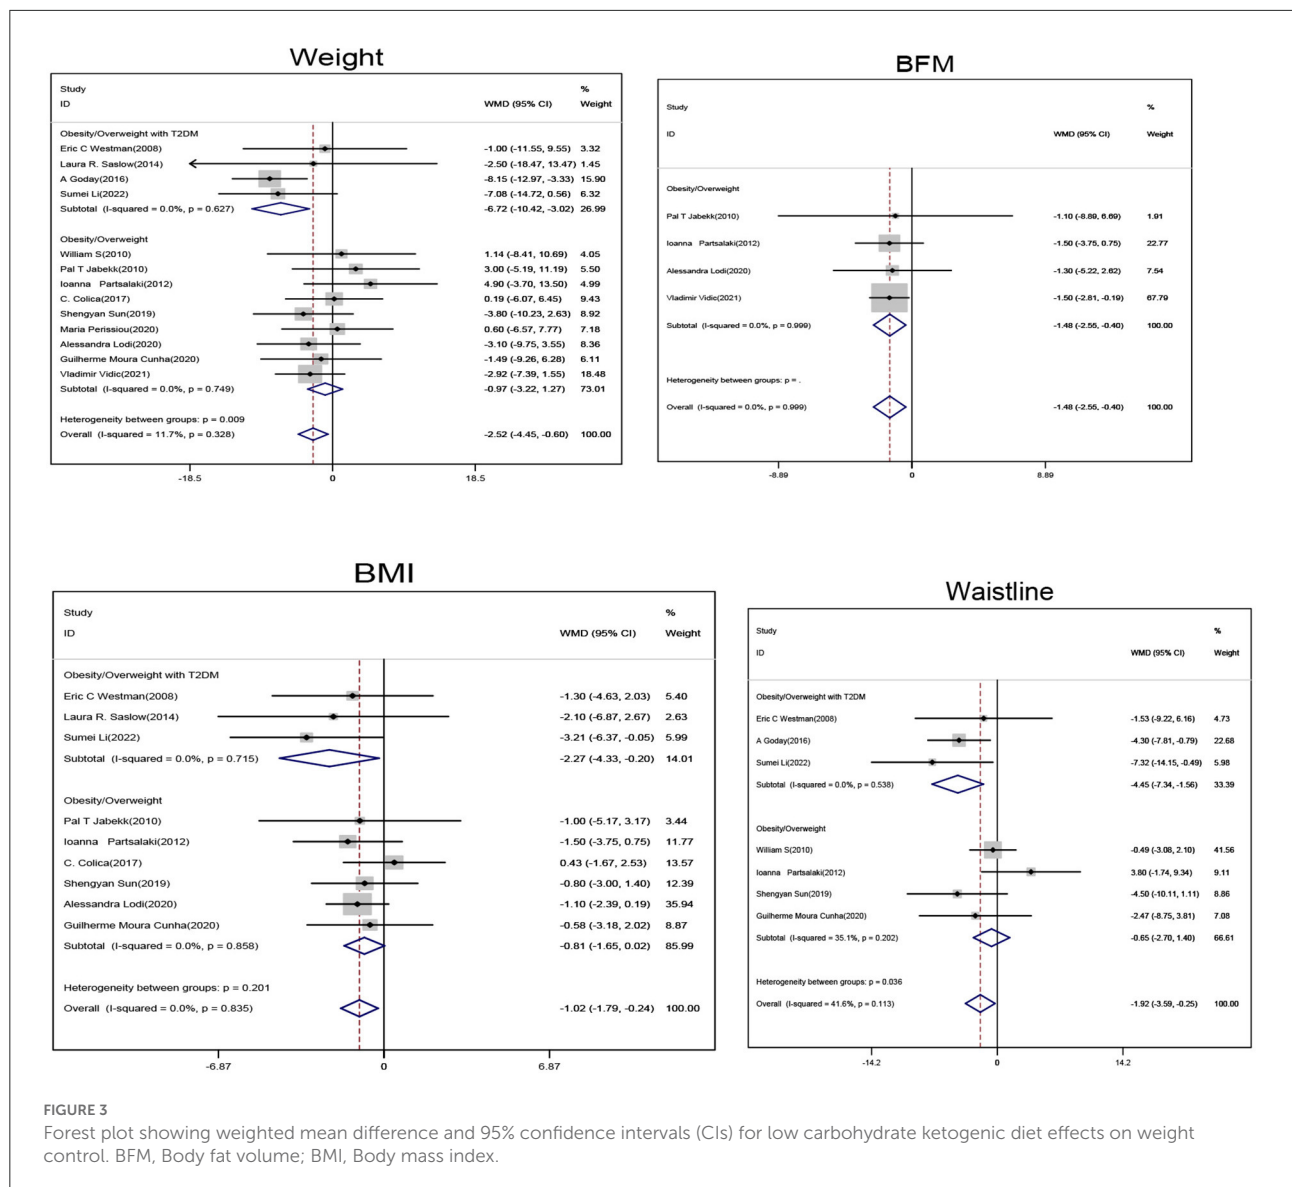 Weight
Study %
ID WMD (95% CI) Weight
Obesity/Overweight with T2DM
Eric C Westman(2008) -1.00 (-11.55, 9.55) 3.32
Laura R. Saslow(2014) -2.50 (-18.47, 13.47) 1.45
A Goday(2016) -8.15 (-12.97, -3.33) 15.90
Sumei Li(2022) -7.08 (-14.72, 0.56) 6.32
Subtotal (I-squared = 0.0%, p = 0.627) -6.72 (-10.42, -3.02) 26.99
Obesity/Overweight
William S(2010) 1.14 (-8.41, 10.69) 4.05
Pal T Jabekk(2010) 3.00 (-5.19, 11.19) 5.50
Ioanna Partsalaki(2012) 4.90 (-3.70, 13.50) 4.99
C. Colica(2017) 0.19 (-6.07, 6.45) 9.43
Shengyan Sun(2019) -3.80 (-10.23, 2.63) 8.92
Maria Perissiou(2020) 0.60 (-6.57, 7.77) 7.18
Alessandra Lodi(2020) -3.10 (-9.75, 3.55) 8.36
Guilherme Moura Cunha(2020) -1.49 (-9.26, 6.28) 6.11
Vladimir Vidic(2021) -2.92 (-7.39, 1.55) 18.48
Subtotal (I-squared = 0.0%, p = 0.749) -0.97 (-3.22, 1.27) 73.01
Heterogeneity between groups: p = 0.009
Overall (I-squared = 11.7%, p = 0.328) -2.52 (-4.45, -0.60) 100.00
-18.5 0 18.5
BFM
Study %
ID WMD (95% CI) Weight
Obesity/Overweight
Pal T Jabekk(2010) -1.10 (-8.89, 6.69) 1.91
Ioanna Partsalaki(2012) -1.50 (-3.75, 0.75) 22.77
Alessandra Lodi(2020) -1.30 (-5.22, 2.62) 7.54
Vladimir Vidic(2021) -1.50 (-2.81, -0.19) 67.79
Subtotal (I-squared = 0.0%, p = 0.999) -1.48 (-2.55, -0.40) 100.00
Heterogeneity between groups: p = .
Overall (I-squared = 0.0%, p = 0.999) -1.48 (-2.55, -0.40) 100.00
-8.89 0 8.89
BMI
Study %
ID WMD (95% CI) Weight
Obesity/Overweight with T2DM
Eric C Westman(2008) -1.30 (-4.63, 2.03) 5.40
Laura R. Saslow(2014) -2.10 (-6.87, 2.67) 2.63
Sumei Li(2022) -3.21 (-6.37, -0.05) 5.99
Subtotal (I-squared = 0.0%, p = 0.715) -2.27 (-4.33, -0.20) 14.01
Obesity/Overweight
Pal T Jabekk(2010) -1.00 (-5.17, 3.17) 3.44
Ioanna Partsalaki(2012) -1.50 (-3.75, 0.75) 11.77
C. Colica(2017) 0.43 (-1.67, 2.53) 13.57
Shengyan Sun(2019) -0.80 (-3.00, 1.40) 12.39
Alessandra Lodi(2020) -1.10 (-2.39, 0.19) 35.94
Guilherme Moura Cunha(2020) -0.58 (-3.18, 2.02) 8.87
Subtotal (I-squared = 0.0%, p = 0.858) -0.81 (-1.65, 0.02) 85.99
Heterogeneity between groups: p = 0.201
Overall (I-squared = 0.0%, p = 0.835) -1.02 (-1.79, -0.24) 100.00
-6.87 0 6.87
Waistline
Study %
ID WMD (95% CI) Weight
Obesity/Overweight with T2DM
Eric C Westman(2008) -1.53 (-9.22, 6.16) 4.73
A Goday(2016) -4.30 (-7.81, -0.79) 22.68
Sumei Li(2022) -7.32 (-14.15, -0.49) 5.98
Subtotal (I-squared = 0.0%, p = 0.538) -4.45 (-7.34, -1.56) 33.39
Obesity/Overweight
William S(2010) -0.49 (-3.08, 2.10) 41.56
Ioanna Partsalaki(2012) 3.80 (-1.74, 9.34) 9.11
Shengyan Sun(2019) -4.50 (-10.11, 1.11) 8.86
Guilherme Moura Cunha(2020) -2.47 (-8.75, 3.81) 7.08
Subtotal (I-squared = 35.1%, p = 0.202) -0.65 (-2.70, 1.40) 66.61
Heterogeneity between groups: p = 0.036
Overall (I-squared = 41.6%, p = 0.113) -1.92 (-3.59, -0.25) 100.00
-14.2 0 14.2
FIGURE 3
Forest plot showing weighted mean difference and 95% confidence intervals (CIs) for low carbohydrate ketogenic diet effects on weight
control. BFM, Body fat volume; BMI, Body mass index.